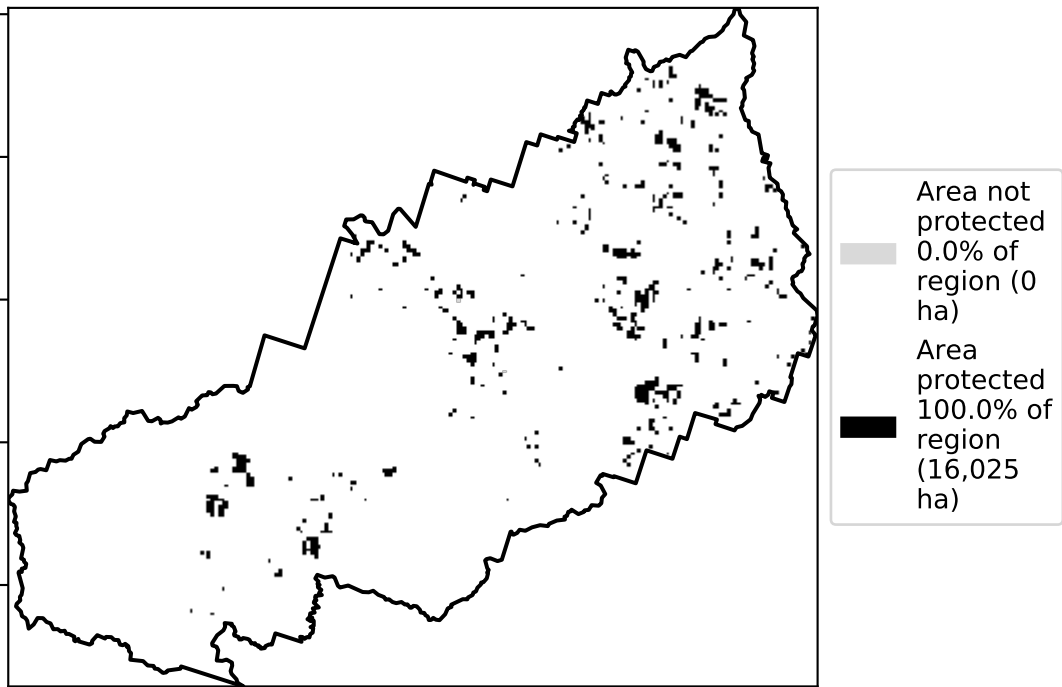 Area not
protected
0.0% of
region (0
ha)
Area
protected
100.0% of
region
(16,025
ha)